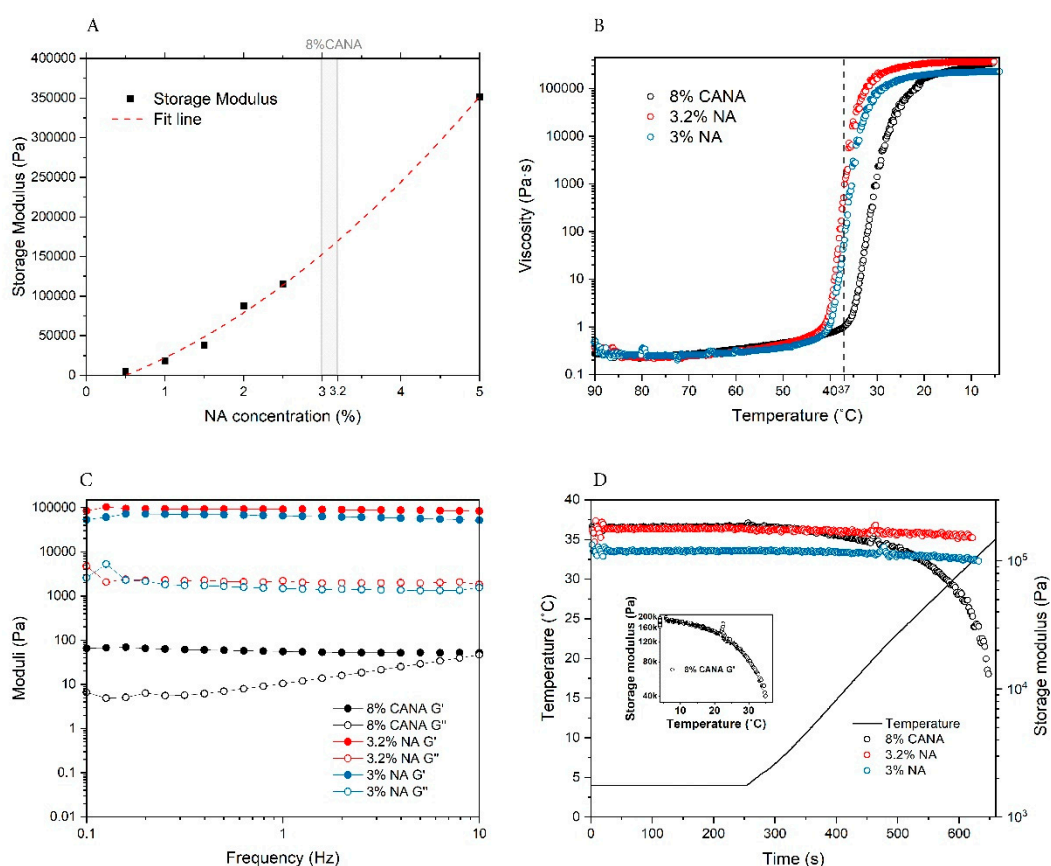 A
8%CANA
400000
350000
300000
250000
200000
150000
100000
50000
0
Storage Modulus (Pa)
Storage Modulus
Fit line
0 1 2 3 3.2 4 5
NA concentration (%)
B
100000
10000
1000
100
10
1
0.1
Viscosity (Pa·s)
8% CANA
3.2% NA
3% NA
90 80 70 60 50 40 37 30 20 10
Temperature (˚C)
C
100000
10000
1000
100
10
1
0.1
0.01
Moduli (Pa)
8% CANA G'
8% CANA G"
3.2% NA G'
3.2% NA G"
3% NA G'
3% NA G"
0.1 1 10
Frequency (Hz)
D
40
35
30
25
20
15
10
5
0
Temperature (˚C)
200k
160k
120k
80k
40k
Storage modulus (Pa)
8% CANA G'
10 20 30
Temperature (˚C)
Temperature
8% CANA
3.2% NA
3% NA
10⁵
10⁴
10³
Storage modulus (Pa)
0 100 200 300 400 500 600
Time (s)